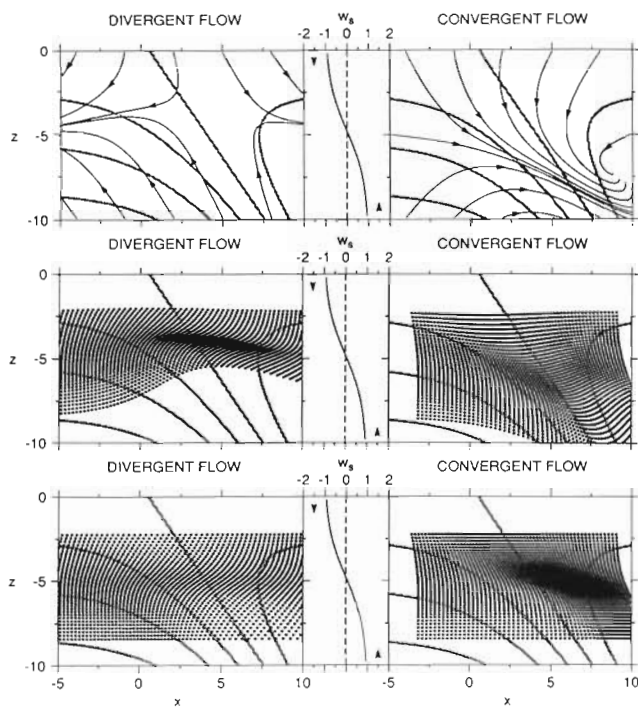 DIVERGENT FLOW
w_s
CONVERGENT FLOW
-2 -1 0 1 2
0
z -5
-10
DIVERGENT FLOW
w_s
CONVERGENT FLOW
-2 -1 0 1 2
0
z -5
-10
DIVERGENT FLOW
w_s
CONVERGENT FLOW
-2 -1 0 1 2
0
z -5
-10
-5 0 5 10
-5 0 5 10
x
x